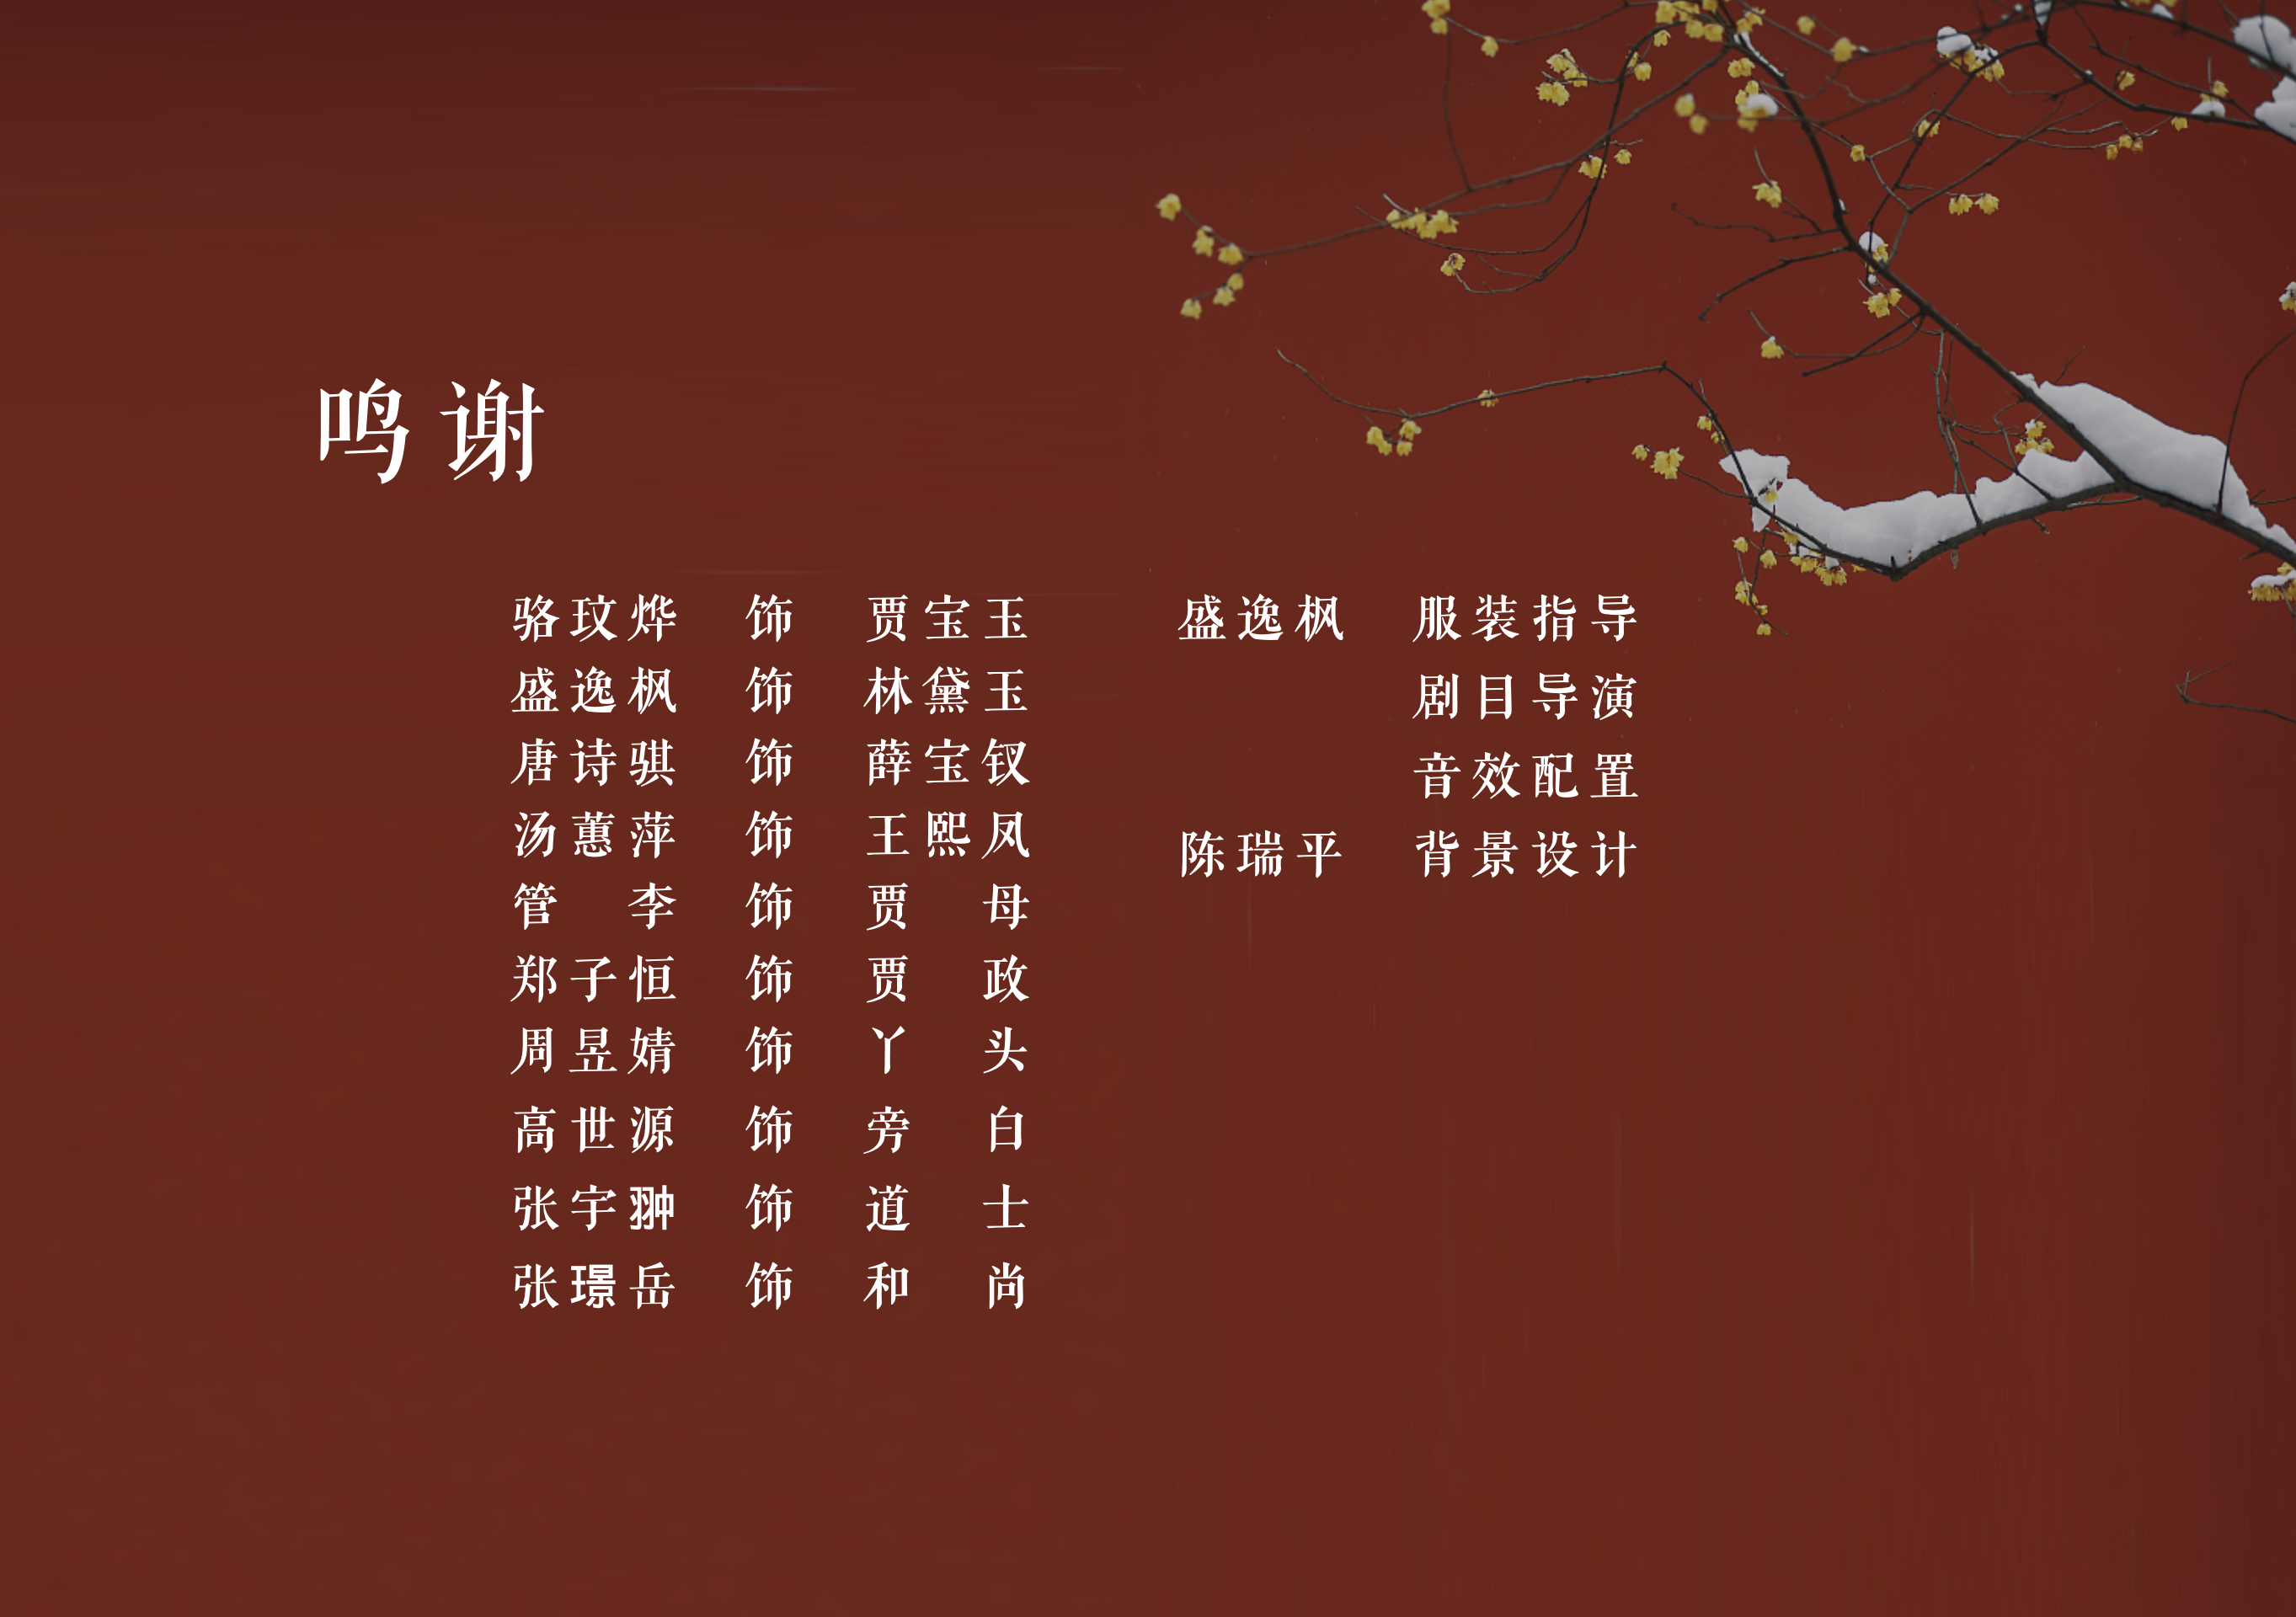 鸣谢
骆玟烨 饰 贾宝玉
盛逸枫 饰 林黛玉
唐诗骐 饰 薛宝钗
汤蕙萍 饰 王熙凤
管 李 饰 贾 母
郑子恒 饰 贾 政
周昱婧 饰 丫 头
高世源 饰 旁 白
张宇翀 饰 道 士
张璟岳 饰 和 尚
盛逸枫 服装指导
剧目导演
音效配置
陈瑞平 背景设计